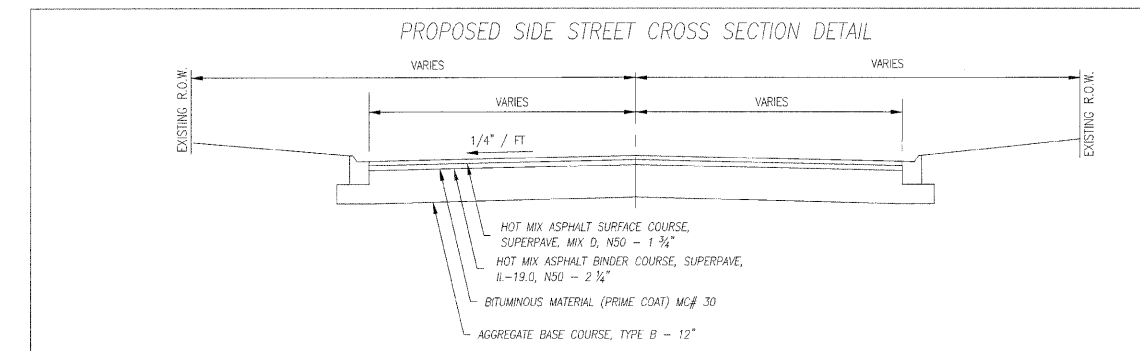 PROPOSED SIDE STREET CROSS SECTION DETAIL
VARIES
VARIES
EXISTING R.O.W.
EXISTING R.O.W.
VARIES
VARIES
1/4" / FT
HOT MIX ASPHALT SURFACE COURSE,
SUPERPAVE, MIX D, N50 - 1 3/4"
HOT MIX ASPHALT BINDER COURSE, SUPERPAVE,
IL-19.0, N50 - 2 1/4"
BITUMINOUS MATERIAL (PRIME COAT) MC# 30
AGGREGATE BASE COURSE, TYPE B - 12"